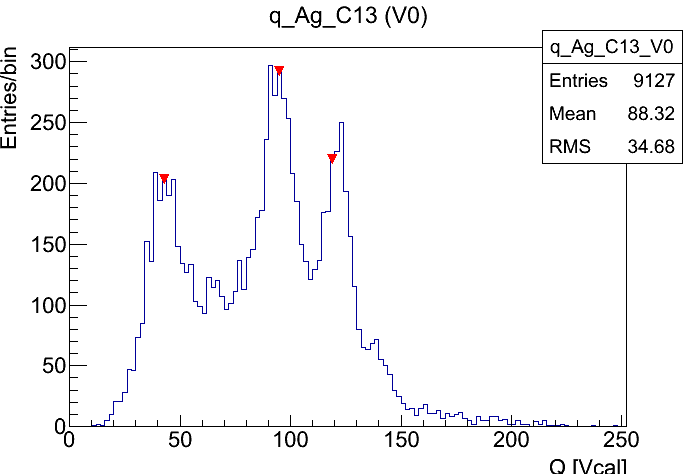 q_Ag_C13 (V0)
q_Ag_C13_V0
Entries 9127
Mean 88.32
RMS 34.68
Entries/bin
300
250
200
150
100
50
0
0 50 100 150 200 250
Q [Vcal]